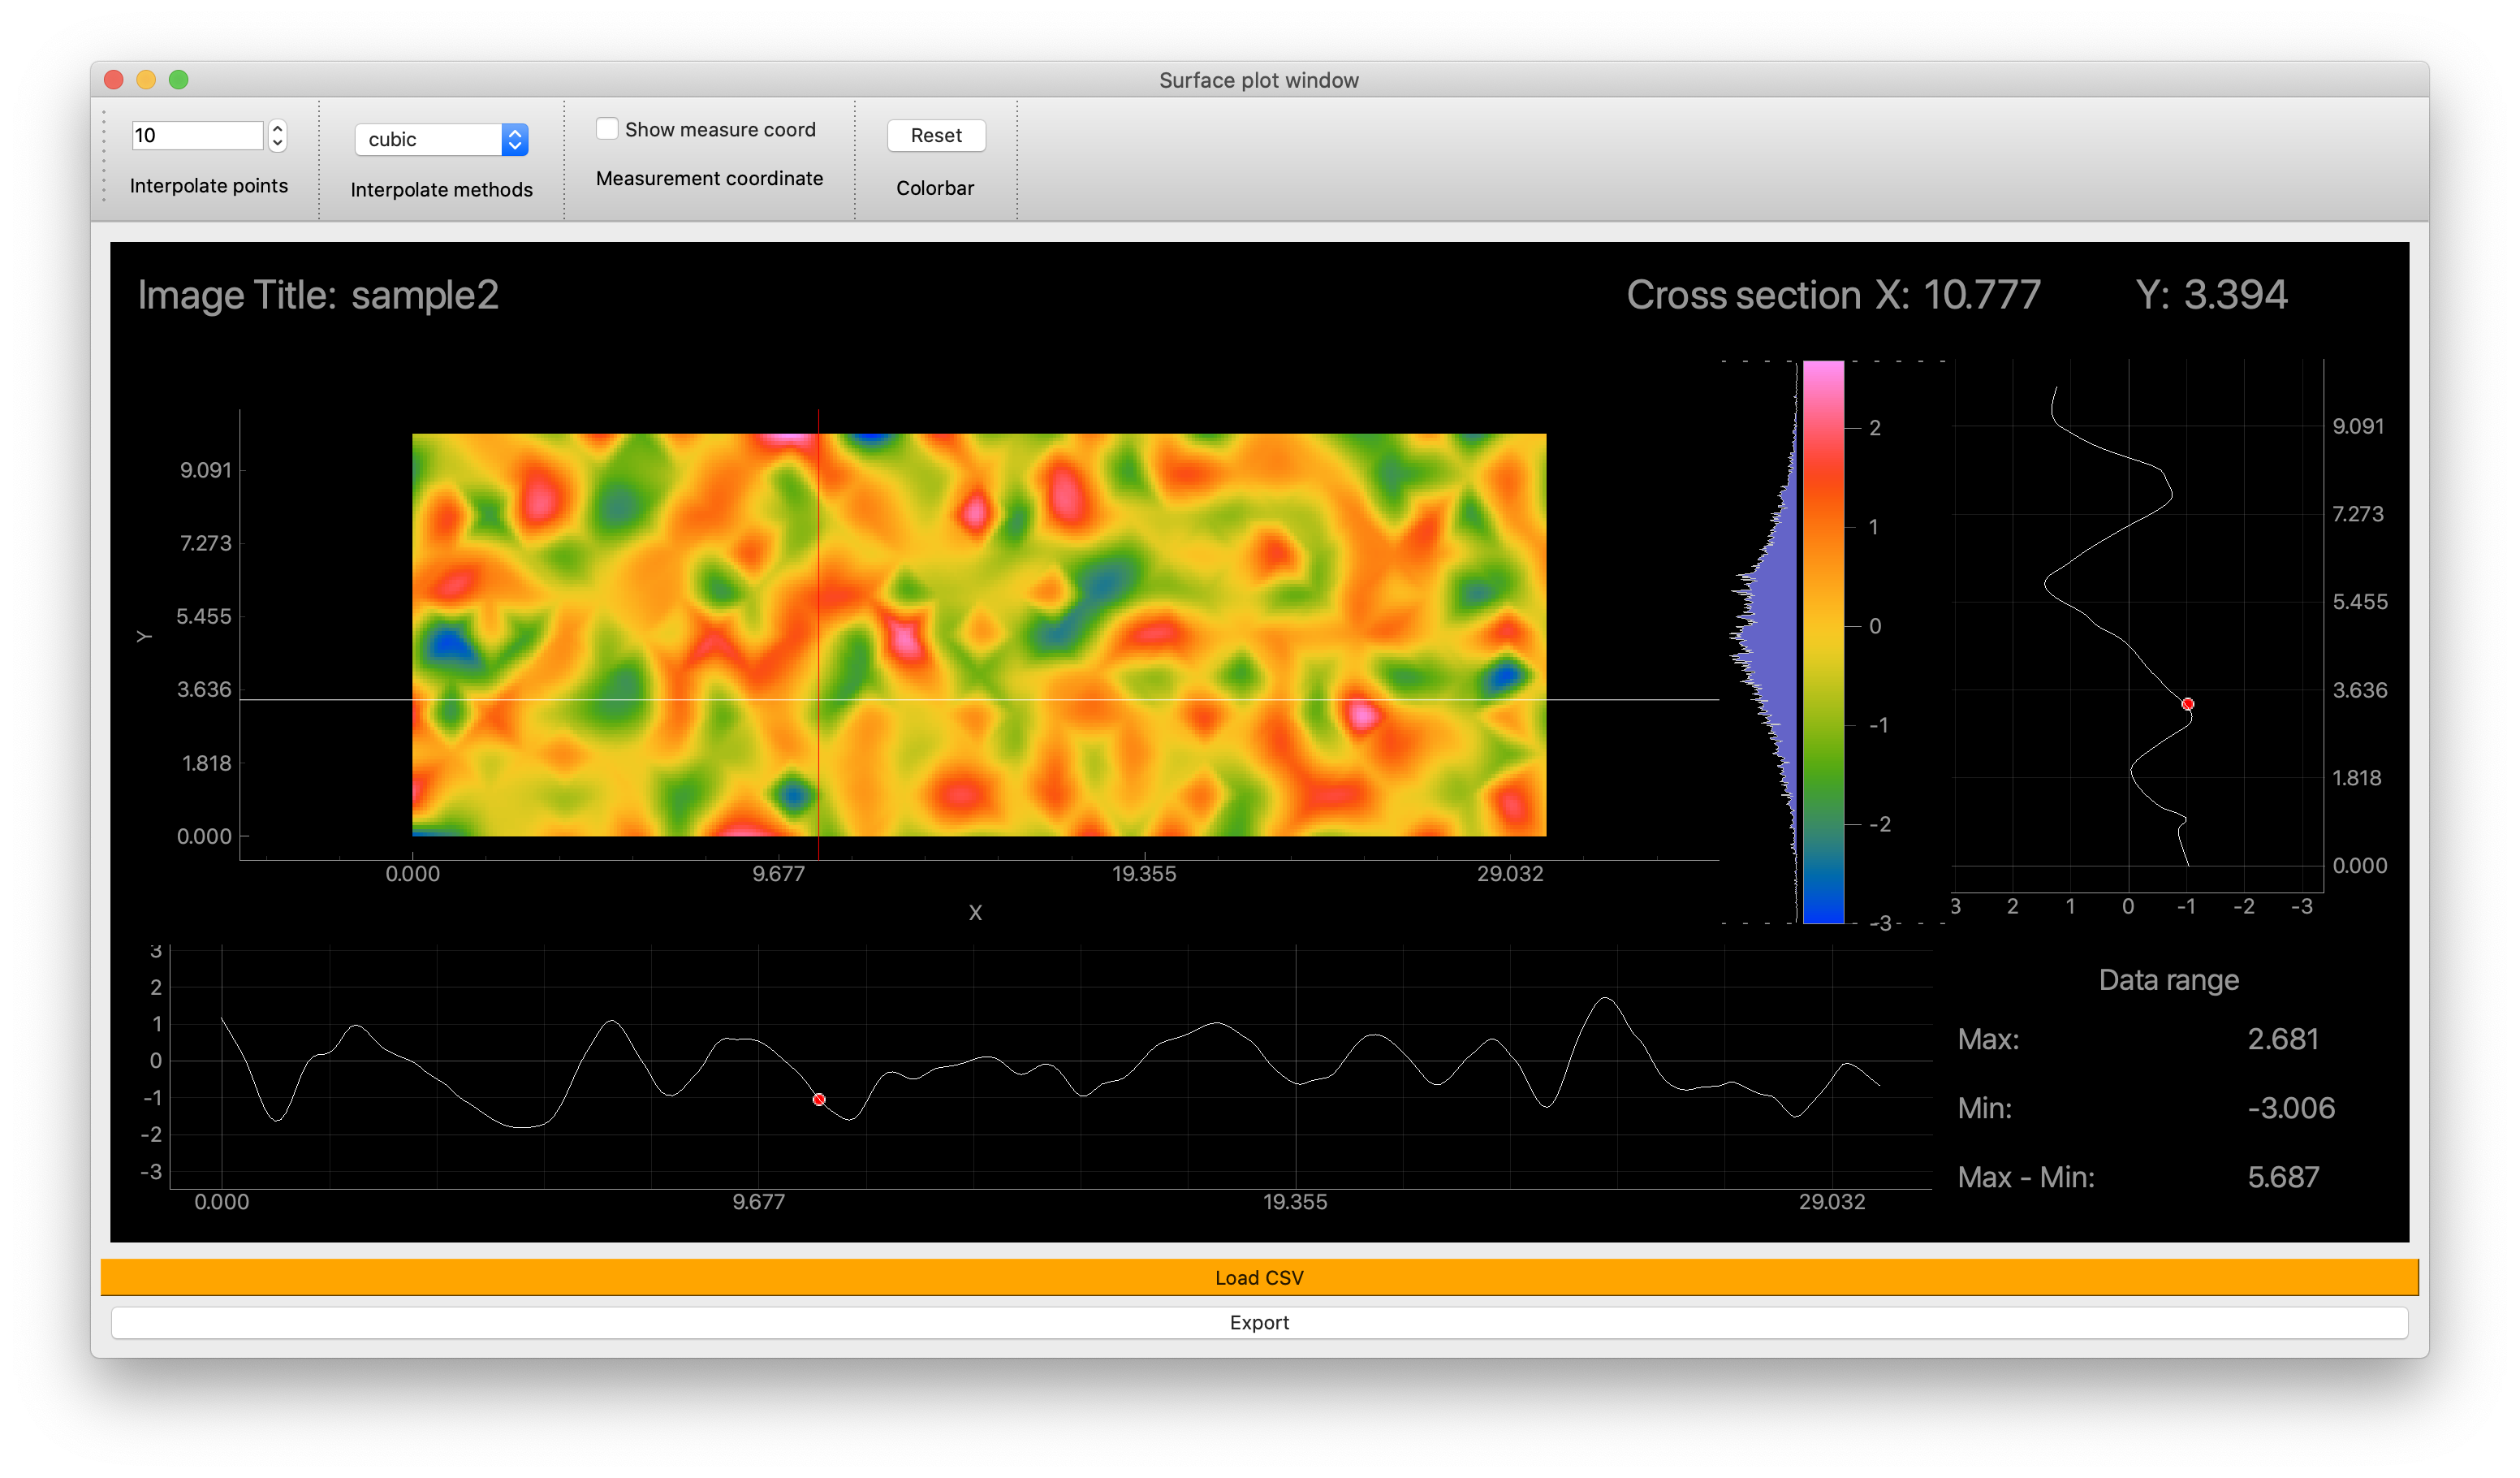 Surface plot window
10
Interpolate points
cubic
Interpolate methods
Show measure coord
Measurement coordinate
Reset
Colorbar
Image Title: sample2
Cross section X: 10.777 Y: 3.394
9.091
7.273
5.455
3.636
1.818
0.000
Y
0.000 9.677 19.355 29.032
X
2
1
0
-1
-2
-3
9.091
7.273
5.455
3.636
1.818
0.000
3 2 1 0 -1 -2 -3
3
2
1
0
-1
-2
-3
0.000 9.677 19.355 29.032
Data range
Max: 2.681
Min: -3.006
Max - Min: 5.687
Load CSV
Export